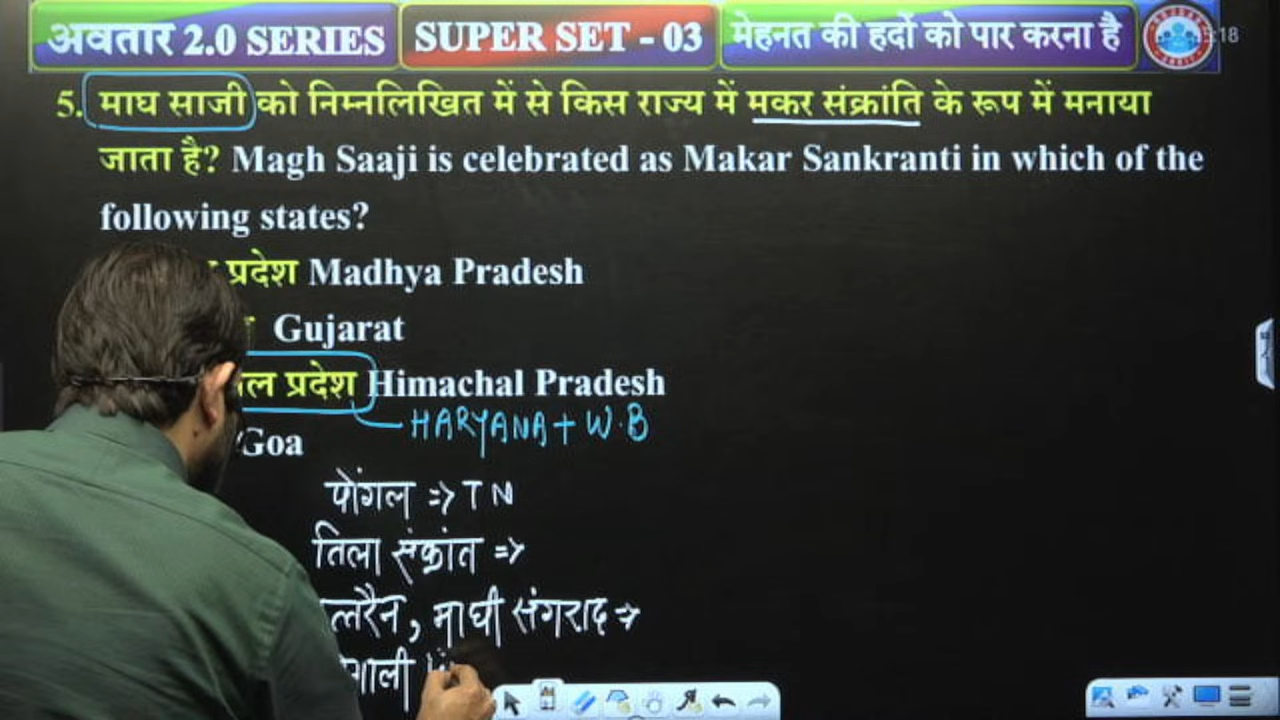 अवतार 2.0 SERIES SUPER SET - 03 मेहनत की हदों को पार करना है
5. माघ साजी को निम्नलिखित में से किस राज्य में मकर संक्रांति के रूप में मनाया
जाता है? Magh Saaji is celebrated as Makar Sankranti in which of the
following states?
प्रदेश Madhya Pradesh
Gujarat
प्रदेश Himachal Pradesh
HARYANA + W.B
Goa
पोंगल => TN
तिला संक्रांत =>
माघी संगराद =>